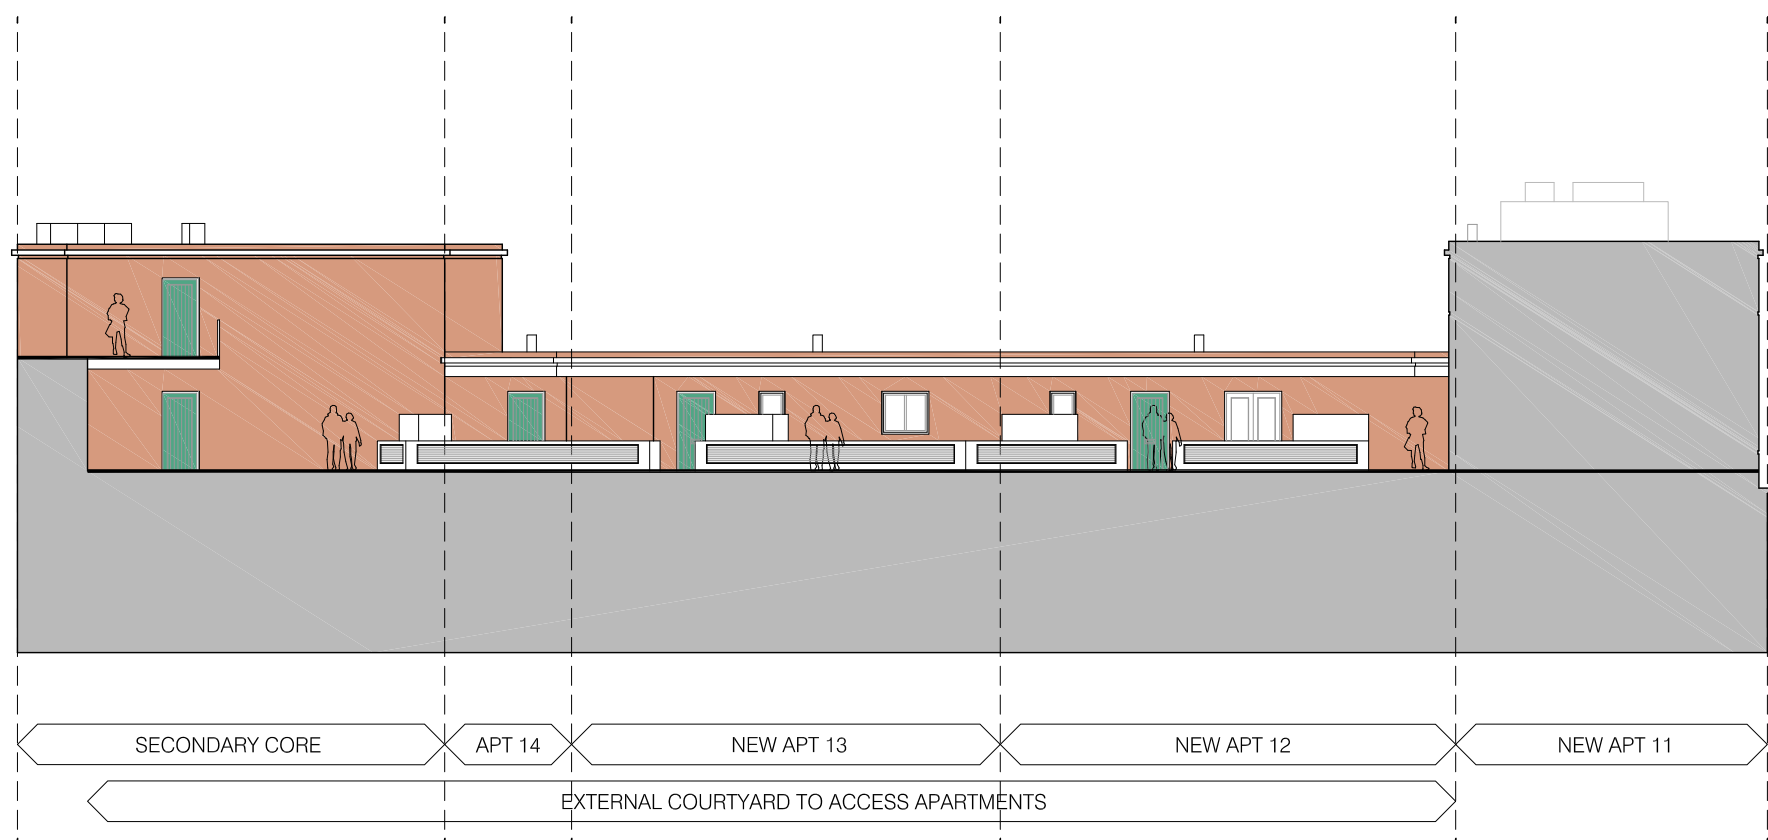 SECONDARY CORE
APT 14
NEW APT 13
NEW APT 12
NEW APT 11
EXTERNAL COURTYARD TO ACCESS APARTMENTS